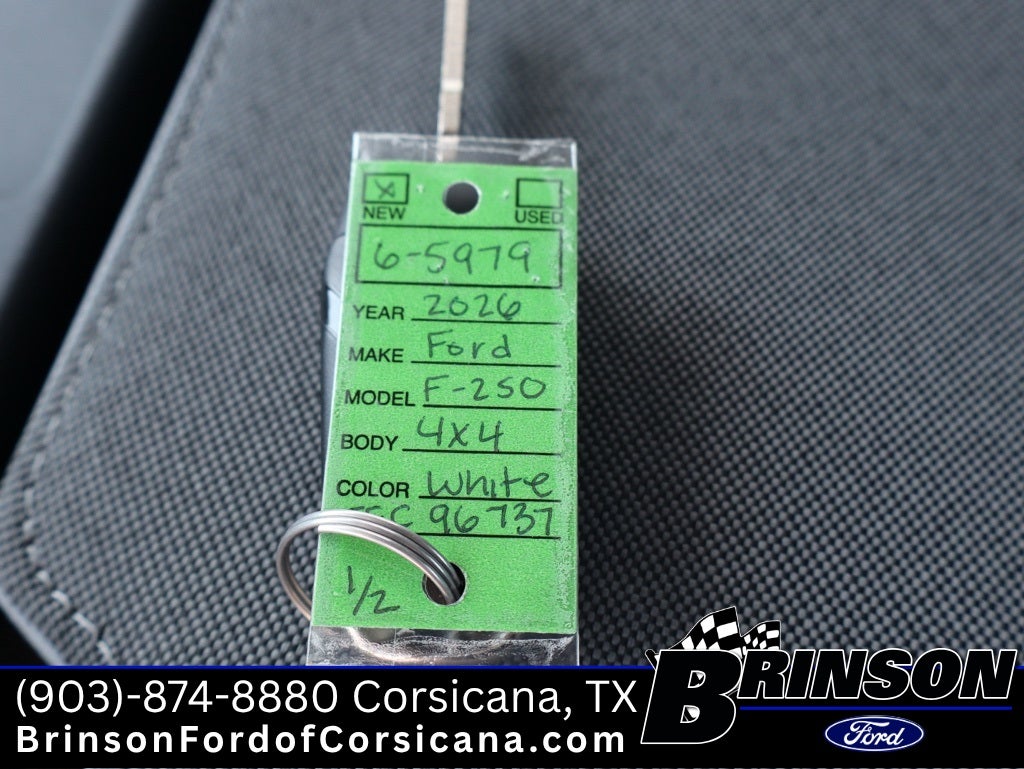 NEW USED
6-5979
YEAR 2026
MAKE Ford
MODEL F-250
BODY 4x4
COLOR White
96737
1/2
(903)-874-8880 Corsicana, TX
BrinsonFordofCorsicana.com
BRINSON
Ford